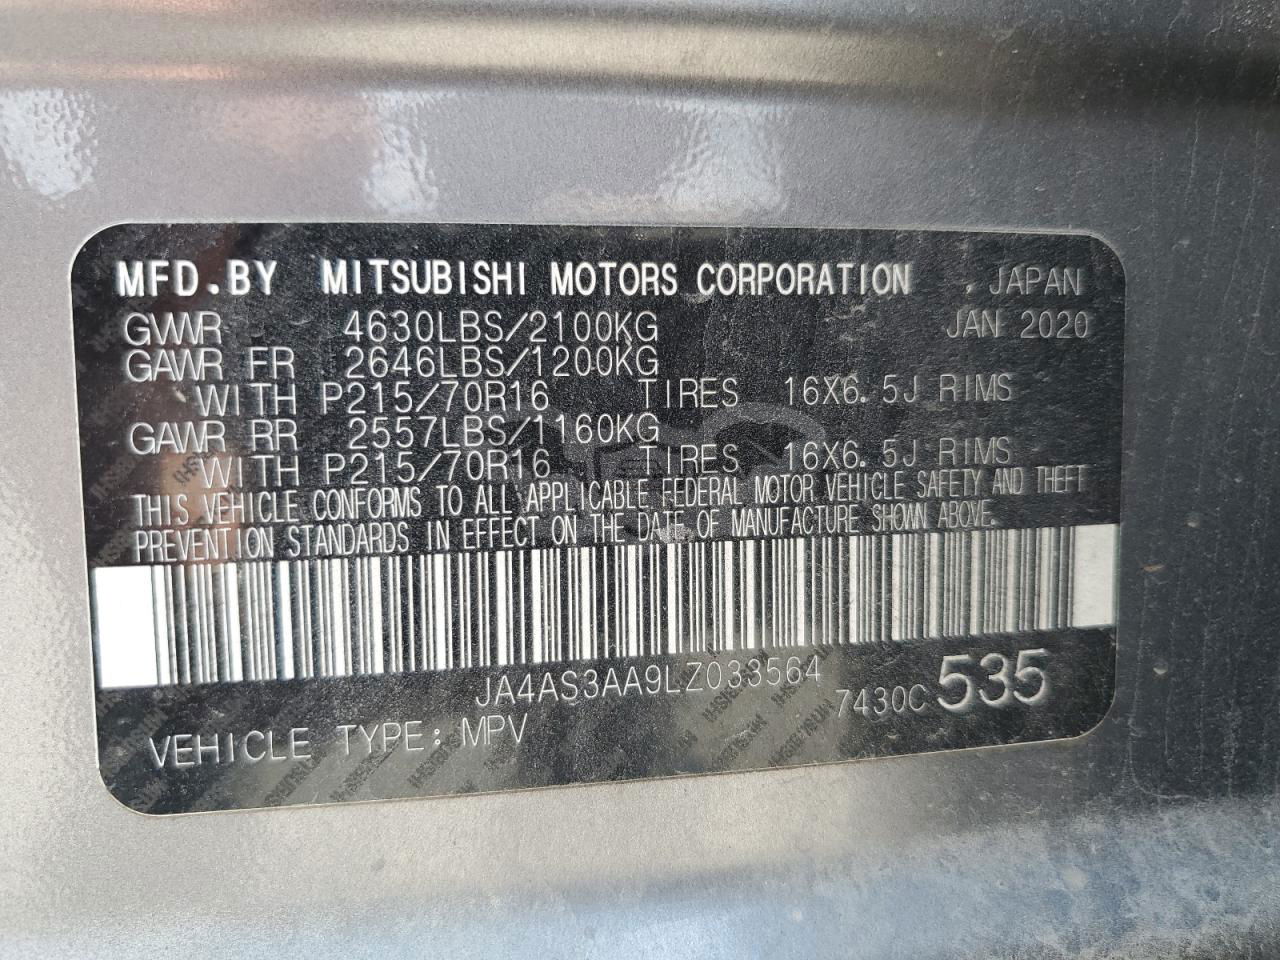 MFD.BY MITSUBISHI MOTORS CORPORATION , JAPAN
GVWR 4630LBS/2100KG JAN 2020
GAWR FR 2646LBS/1200KG
WITH P215/70R16 TIRES 16X6.5J RIMS
GAWR RR 2557LBS/1160KG
WITH P215/70R16 TIRES 16X6.5J RIMS
THIS VEHICLE CONFORMS TO ALL APPLICABLE FEDERAL MOTOR VEHICLE SAFETY AND THEFT
PREVENTION STANDARDS IN EFFECT ON THE DATE OF MANUFACTURE SHOWN ABOVE.
JA4AS3AA9LZ033564 7430C 535
VEHICLE TYPE: MPV